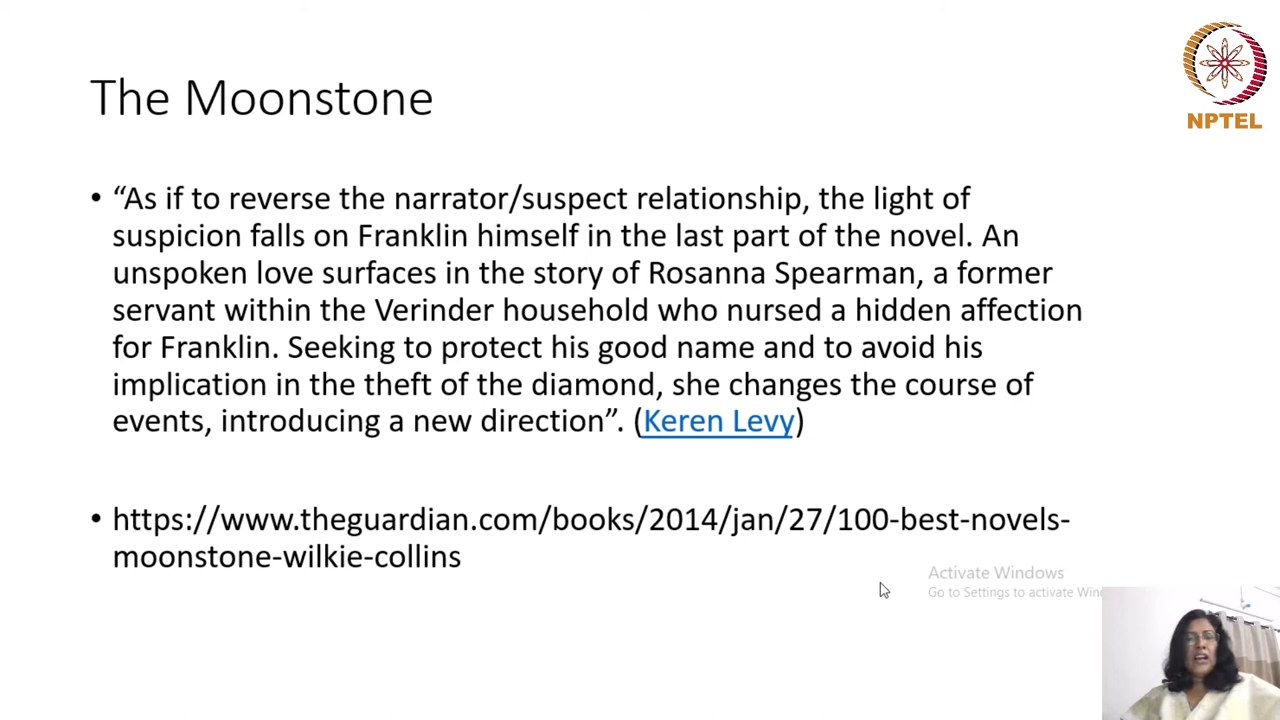 The Moonstone
NPTEL
• “As if to reverse the narrator/suspect relationship, the light of
suspicion falls on Franklin himself in the last part of the novel. An
unspoken love surfaces in the story of Rosanna Spearman, a former
servant within the Verinder household who nursed a hidden affection
for Franklin. Seeking to protect his good name and to avoid his
implication in the theft of the diamond, she changes the course of
events, introducing a new direction”. (Keren Levy)
• https://www.theguardian.com/books/2014/jan/27/100-best-novels-
moonstone-wilkie-collins
Activate Windows
Go to Settings to activate Win